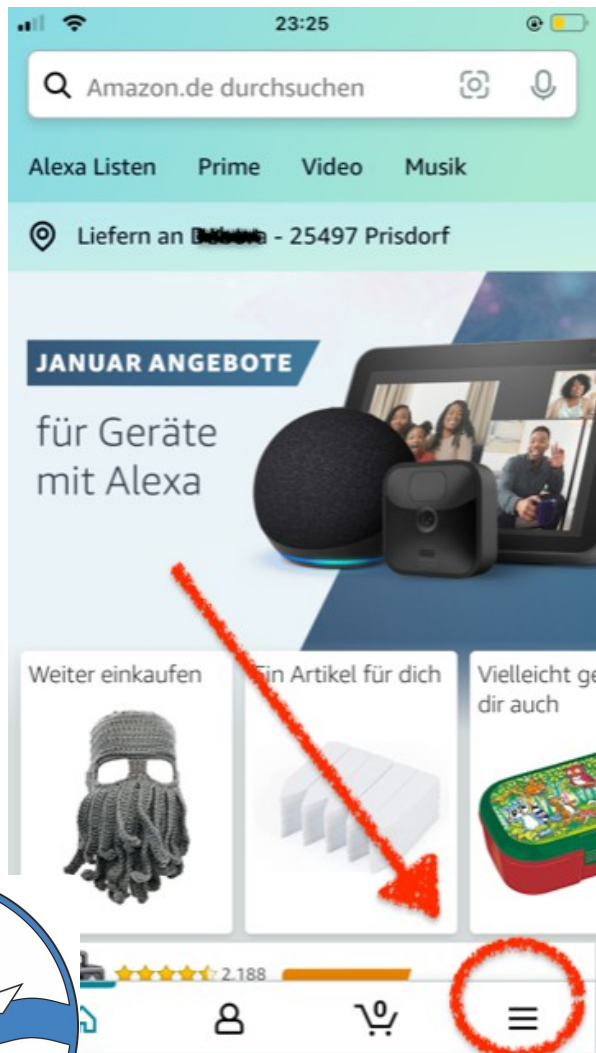 23:25
Amazon.de durchsuchen
Alexa Listen Prime Video Musik
Liefern an - 25497 Prisdorf
JANUAR ANGEBOTE
für Geräte
mit Alexa
Weiter einkaufen
Ein Artikel für dich
Vielleicht ge
dir auch
2.188
0